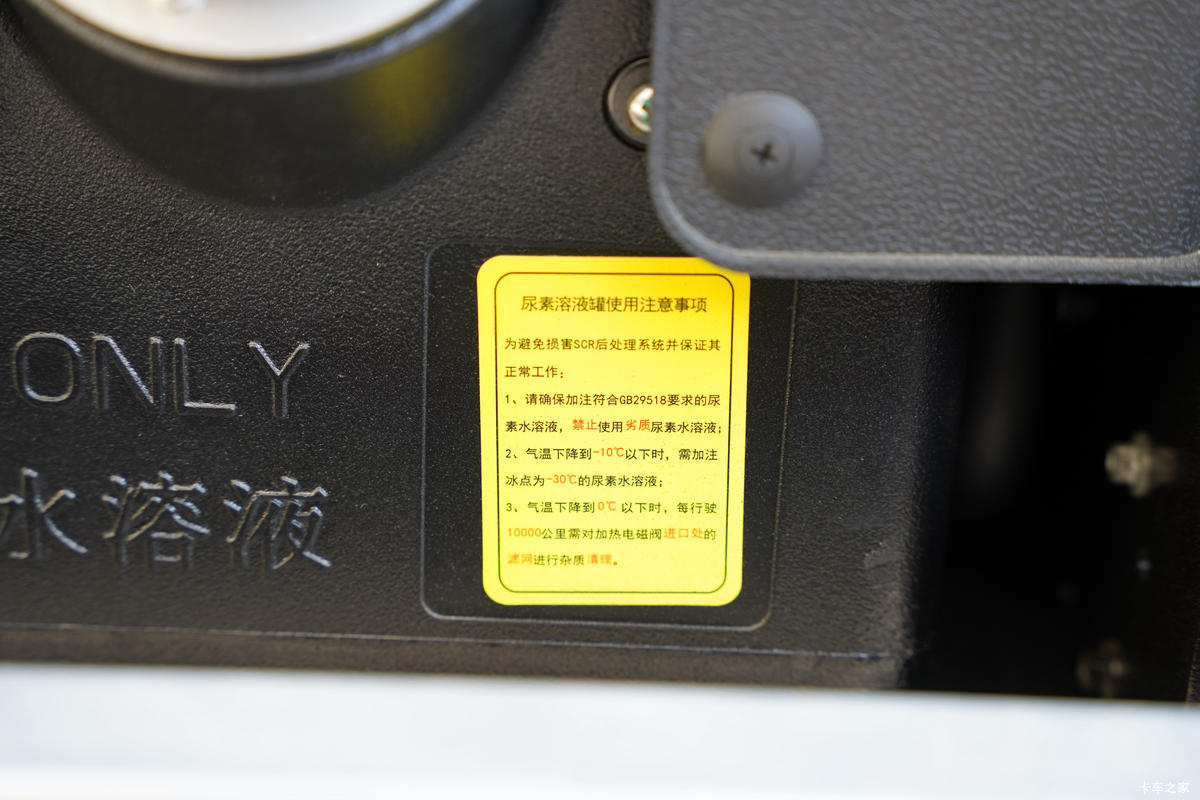 ONLY
水溶液
尿素溶液罐使用注意事项
为避免损害SCR后处理系统并保证其
正常工作：
1、请确保加注符合GB29518要求的尿
素水溶液，禁止使用劣质尿素水溶液；
2、气温下降到-10℃以下时，需加注
冰点为-30℃的尿素水溶液；
3、气温下降到0℃以下时，每行驶
10000公里需对加热电磁阀进口处的
滤网进行杂质清理。
卡车之家